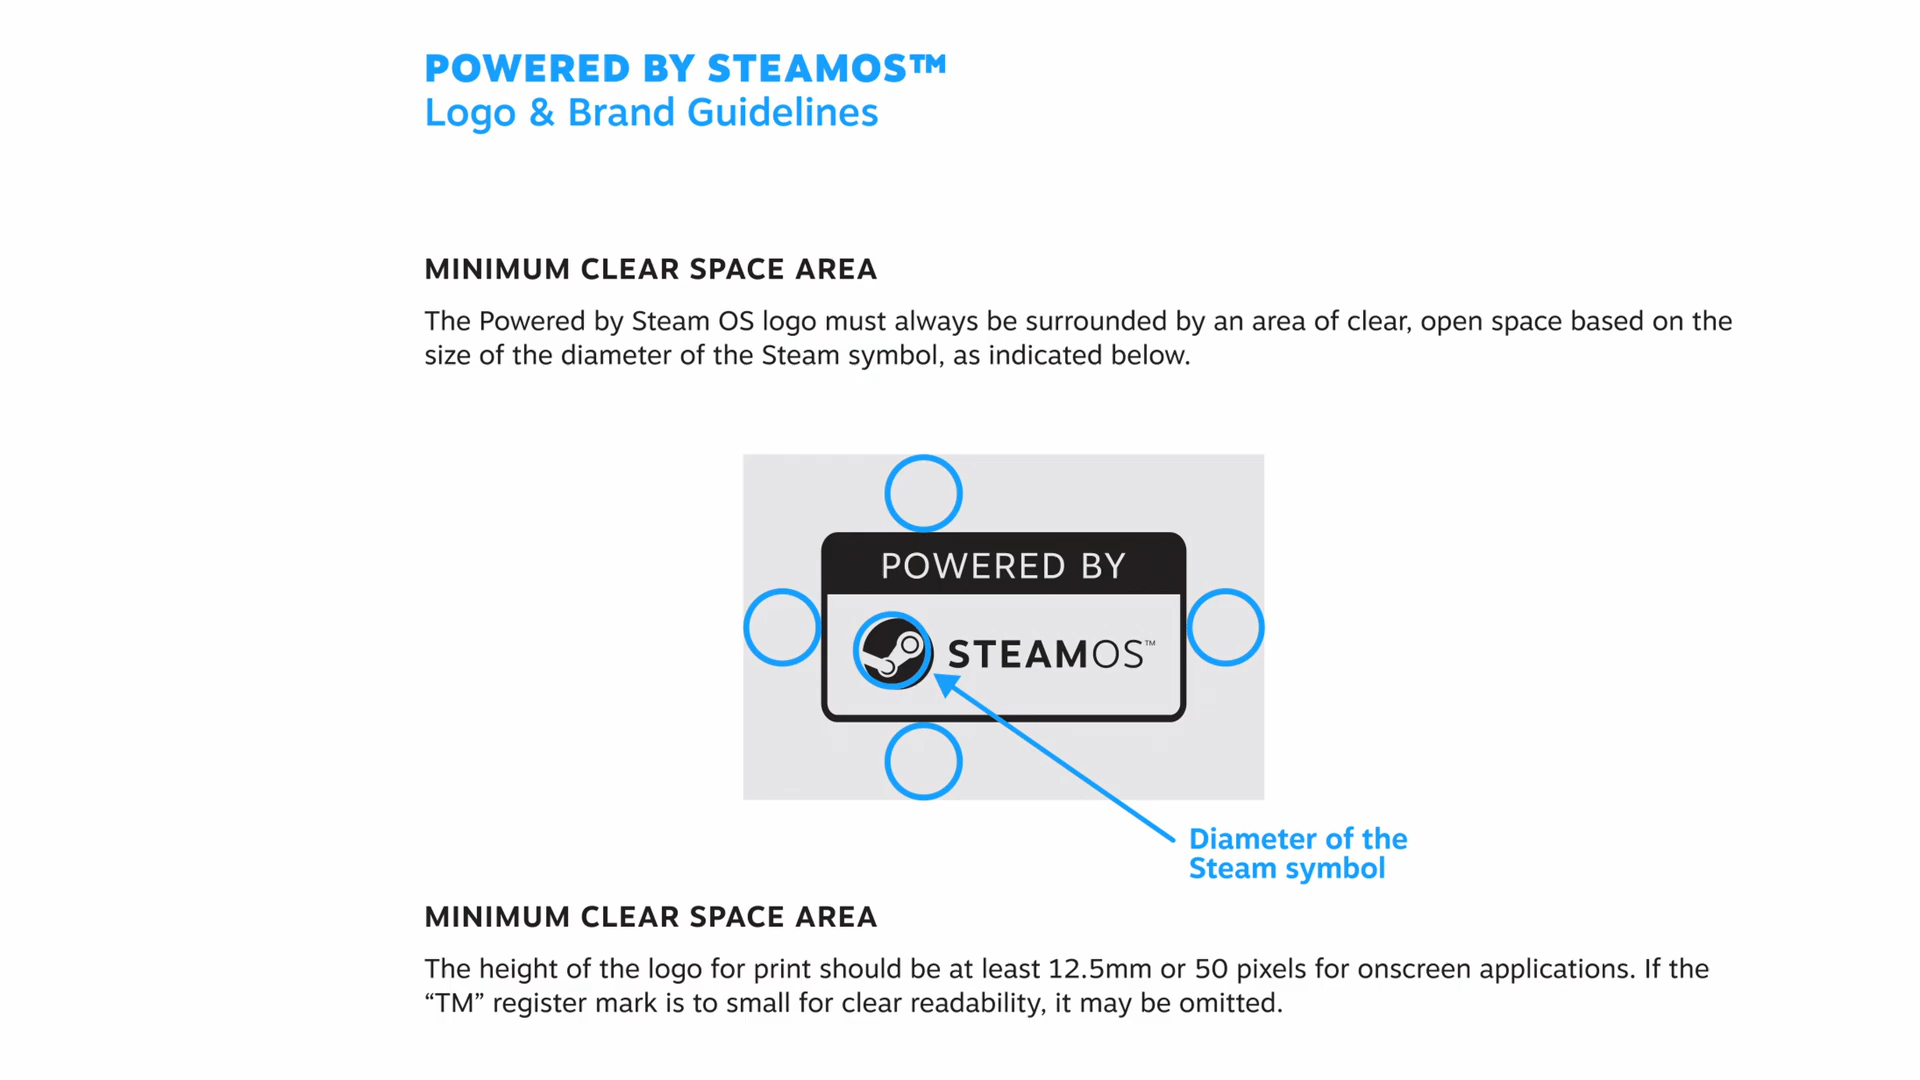 POWERED BY STEAMOS™
Logo & Brand Guidelines
MINIMUM CLEAR SPACE AREA
The Powered by Steam OS logo must always be surrounded by an area of clear, open space based on the
size of the diameter of the Steam symbol, as indicated below.
POWERED BY
STEAMOS™
Diameter of the
Steam symbol
MINIMUM CLEAR SPACE AREA
The height of the logo for print should be at least 12.5mm or 50 pixels for onscreen applications. If the
“TM” register mark is to small for clear readability, it may be omitted.